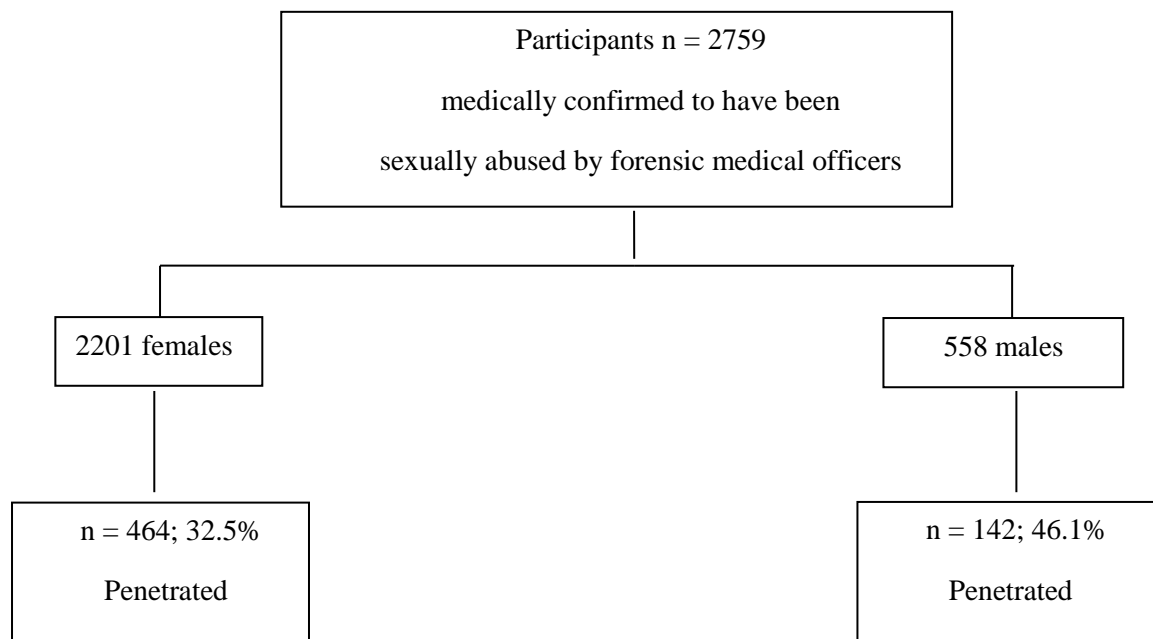 Participants n = 2759
medically confirmed to have been
sexually abused by forensic medical officers
2201 females
558 males
n = 464; 32.5%
Penetrated
n = 142; 46.1%
Penetrated